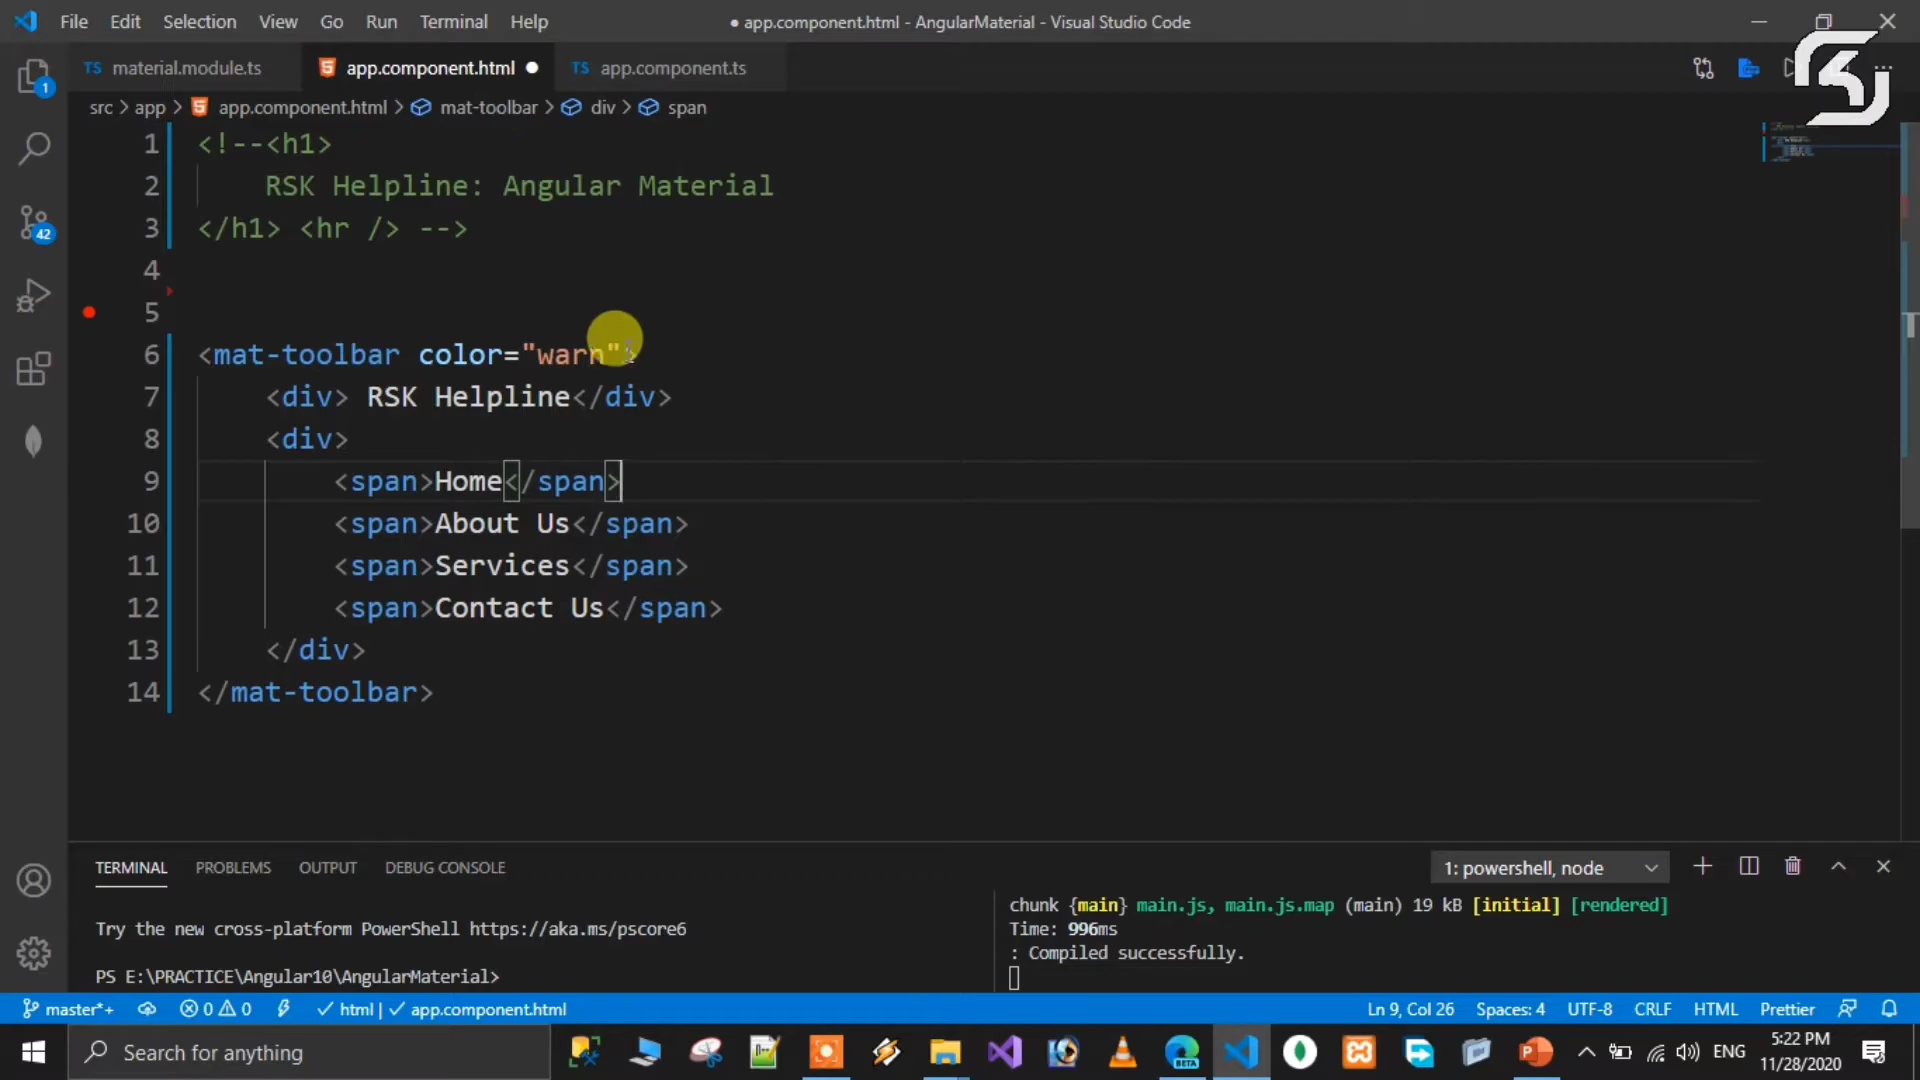 File Edit Selection View Go Run Terminal Help
● app.component.html - AngularMaterial - Visual Studio Code
TS material.module.ts
app.component.html ●
TS app.component.ts
src > app > app.component.html > mat-toolbar > div > span
1 <!--<h1>
2 RSK Helpline: Angular Material
3 </h1> <hr /> -->
4
5
6 <mat-toolbar color="warn">
7 <div> RSK Helpline</div>
8 <div>
9 <span>Home</span>
10 <span>About Us</span>
11 <span>Services</span>
12 <span>Contact Us</span>
13 </div>
14 </mat-toolbar>
1
42
TERMINAL PROBLEMS OUTPUT DEBUG CONSOLE
1: powershell, node
Try the new cross-platform PowerShell https://aka.ms/pscore6
PS E:\PRACTICE\Angular10\AngularMaterial>
chunk {main} main.js, main.js.map (main) 19 kB [initial] [rendered]
Time: 996ms
: Compiled successfully.
master*+ 0 0 html | app.component.html
Ln 9, Col 26 Spaces: 4 UTF-8 CRLF HTML Prettier
Search for anything
BETA
ENG
5:22 PM
11/28/2020